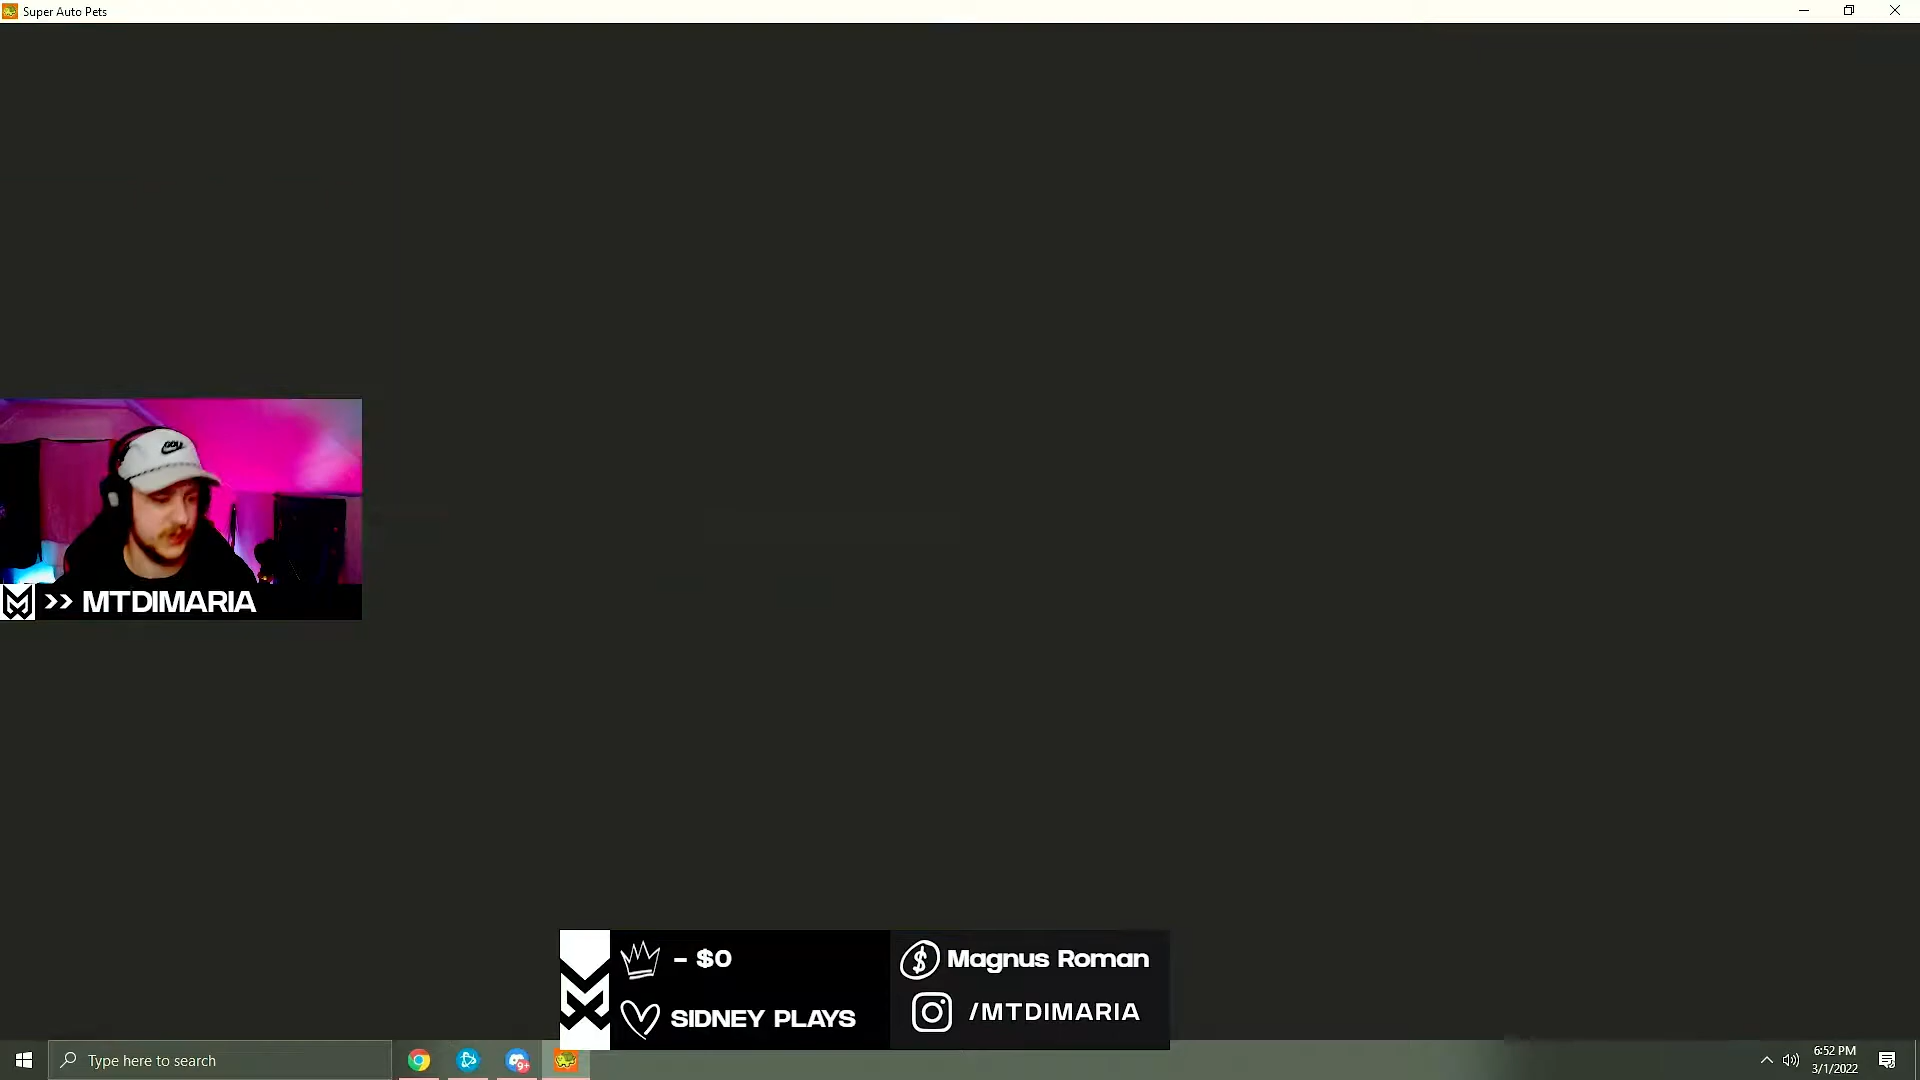 Super Auto Pets
>> MTDIMARIA
- $0
Magnus Roman
SIDNEY PLAYS
/MTDIMARIA
Type here to search
9+
6:52 PM
3/1/2022